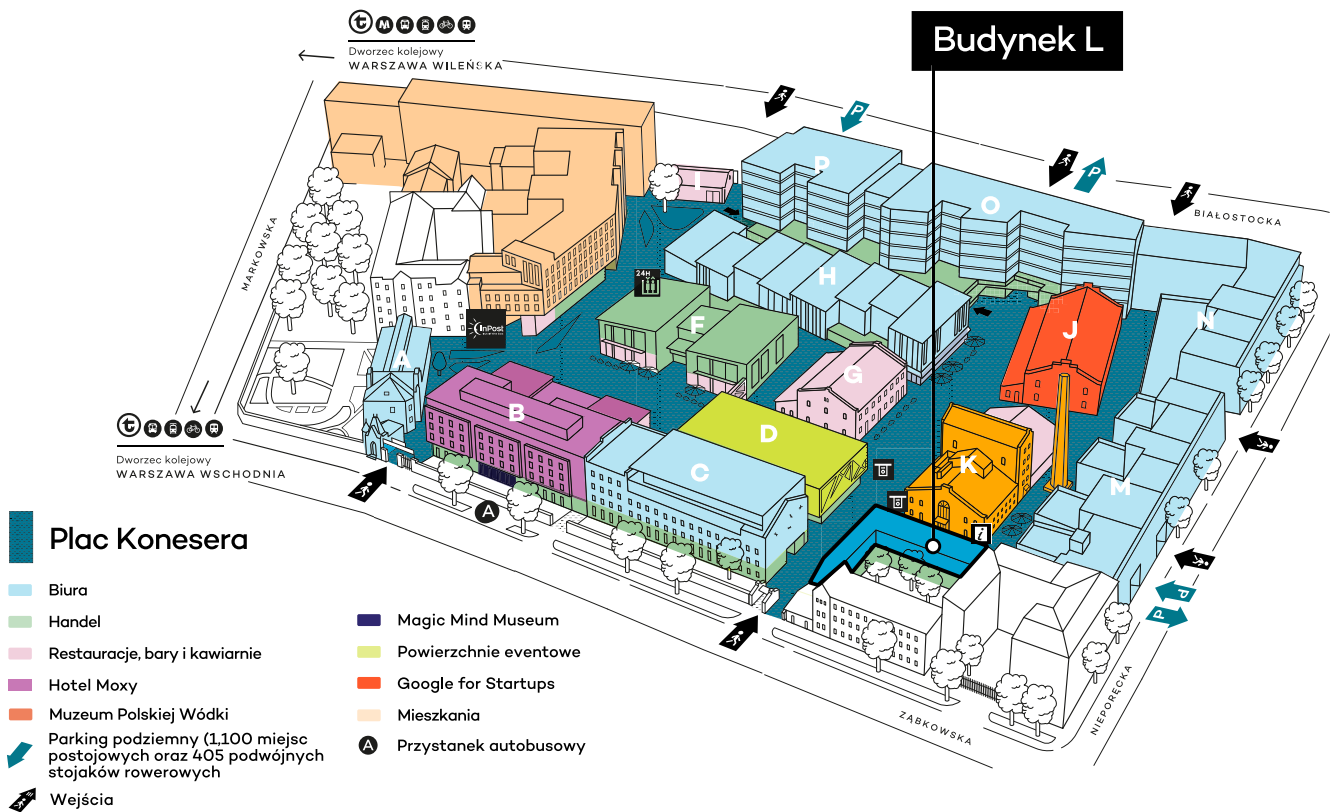 t M
Dworzec kolejowy
WARSZAWA WILEŃSKA
Budynek L
P
P
P
I
O
BIAŁOSTOCKA
MARKOWSKA
24H
H
InPost
F
J
N
A
G
B
D
t
Dworzec kolejowy
WARSZAWA WSCHODNIA
C
K
M
A
i
P
P
ZĄBKOWSKA
NIEPORĘCKA
Plac Konesera
Biura
Handel
Restauracje, bary i kawiarnie
Hotel Moxy
Muzeum Polskiej Wódki
Parking podziemny (1,100 miejsc
postojowych oraz 405 podwójnych
stojaków rowerowych
Wejścia
Magic Mind Museum
Powierzchnie eventowe
Google for Startups
Mieszkania
A Przystanek autobusowy